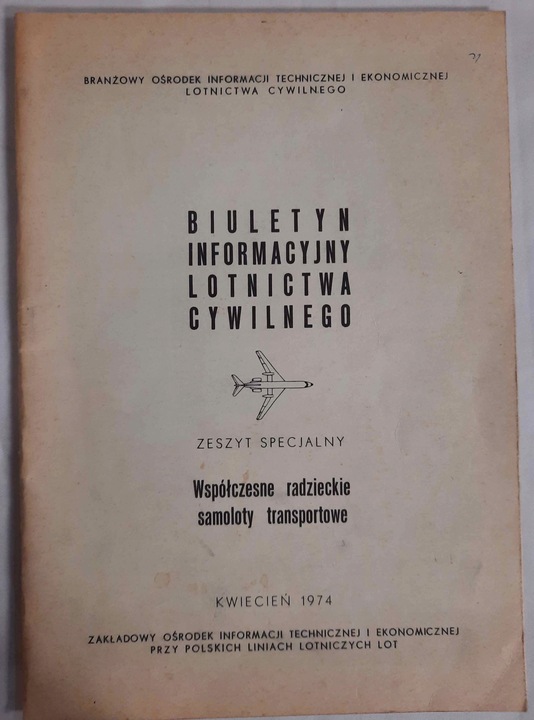 BRANŻOWY OŚRODEK INFORMACJI TECHNICZNEJ I EKONOMICZNEJ
LOTNICTWA CYWILNEGO
BIULETYN
INFORMACYJNY
LOTNICTWA
CYWILNEGO
ZESZYT SPECJALNY
Współczesne radzieckie
samoloty transportowe
KWIECIEŃ 1974
ZAKŁADOWY OŚRODEK INFORMACJI TECHNICZNEJ I EKONOMICZNEJ
PRZY POLSKICH LINIACH LOTNICZYCH LOT